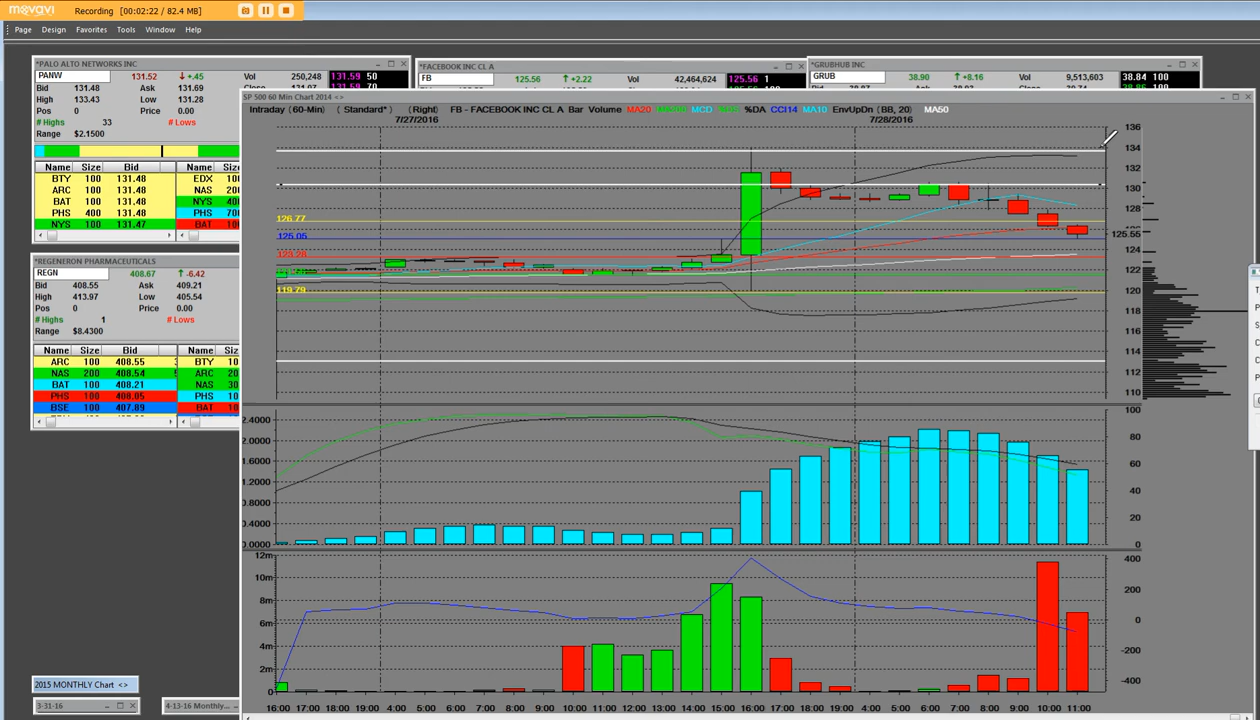 movavi Recording [00:02:22 / 82.4 MB]
Page Design Favorites Tools Window Help
*PALO ALTO NETWORKS INC
PANW 131.52 +.45 Vol 250,248 131.59 50
Bid 131.48 Ask 131.69
High 133.43 Low 131.28
Pos 0 Price 0.00
# Highs 33 # Lows
Range $2.1500
Name Size Bid Name Size
BTY 100 131.48 EDX 100
ARC 100 131.48 NAS 200
BAT 100 131.48 NYS 400
PHS 400 131.48 PHS 700
NYS 100 131.47 BAT 100
*FACEBOOK INC CL A
FB 125.56 +2.22 Vol 42,464,624 125.56 1
*GRUBHUB INC
GRUB 38.90 +8.16 Vol 9,513,603 38.84 100
SP 500 60 Min Chart 2014 <>
Intraday (60-Min) ( Standard* ) (Right) FB - FACEBOOK INC CL A Bar Volume MA20 MCD CCI14 %DA MA10 EnvUpDn (BB, 20) MA50
7/27/2016 7/28/2016
136
134
132
130
128
126.77
125.05
125.55
124
123.28
122
120
119.79
118
116
114
112
110
*REGENERON PHARMACEUTICALS
REGN 408.67 -6.42
Bid 408.55 Ask 409.21
High 413.97 Low 405.54
Pos 0 Price 0.00
# Highs 1 # Lows
Range $8.4300
Name Size Bid Name Size
ARC 100 408.55 BTY 10
NAS 200 408.54 ARC 20
BAT 100 408.21 NAS 30
PHS 100 408.05 PHS 10
BSE 100 407.89 BAT 10
2.4000 100
2.0000 80
1.6000 60
1.2000 40
0.8000
0.4000 20
0.0000 0
12m 400
10m 200
8m
6m 0
4m -200
2m -400
0
16:00 17:00 18:00 19:00 4:00 5:00 6:00 7:00 8:00 9:00 10:00 11:00 12:00 13:00 14:00 15:00 16:00 17:00 18:00 19:00 4:00 5:00 6:00 7:00 8:00 9:00 10:00 11:00
2015 MONTHLY Chart <>
3-31-16 4-13-16 Monthly...